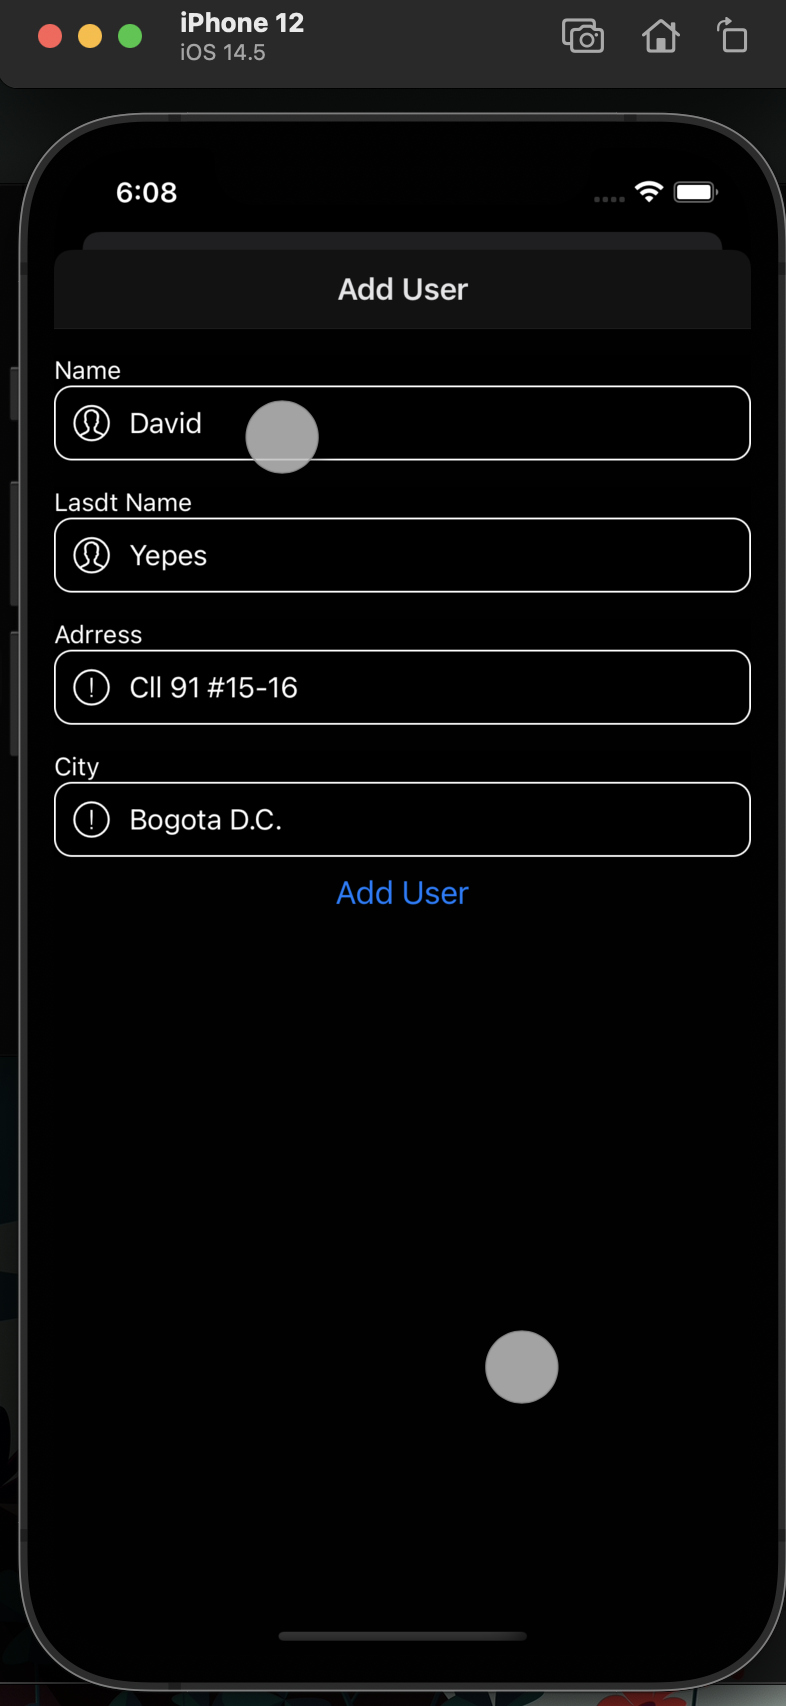 iPhone 12
iOS 14.5
6:08
Add User
Name
David
Lasdt Name
Yepes
Adrress
Cll 91 #15-16
City
Bogota D.C.
Add User